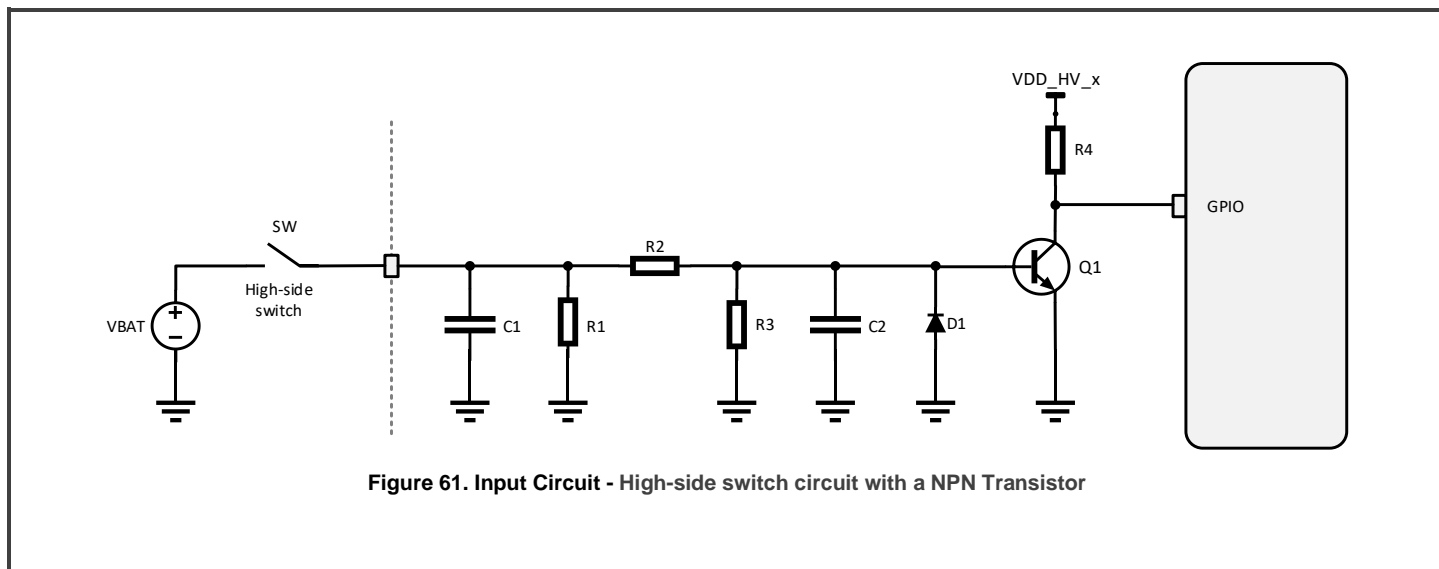 VDD_HV_x
R4
GPIO
SW
R2
Q1
High-side
switch
VBAT
+
−
C1
R1
R3
C2
D1
Figure 61. Input Circuit - High-side switch circuit with a NPN Transistor